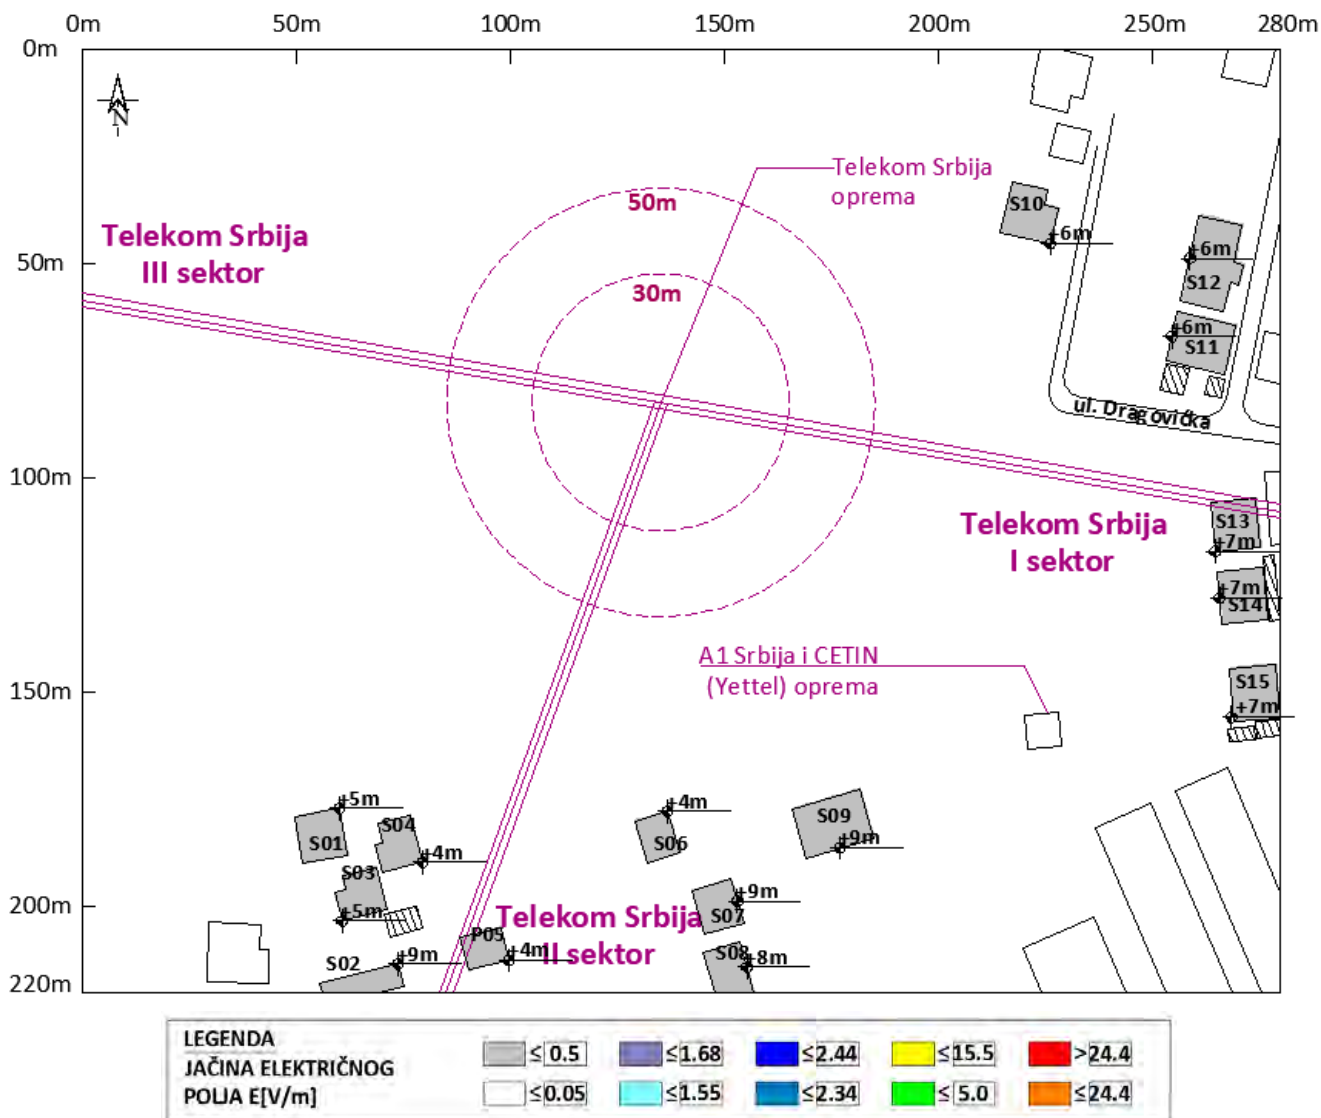 0m 50m 100m 150m 200m 250m 280m
0m
N
Telekom Srbija
oprema
50m
S10
+6m
+6m
S12
Telekom Srbija
III sektor
50m
30m
+6m
S11
ul. Dragovička
100m
Telekom Srbija
I sektor
S13
+7m
+7m
S14
A1 Srbija i CETIN
(Yettel) oprema
150m
S15
+7m
+5m
S01
S04
+4m
+4m
S06
S09
+9m
S03
+5m
200m
+9m
S07
Telekom Srbija
II sektor
P05
+4m
S02
+9m
S08
+8m
220m
LEGENDA
JAČINA ELEKTRIČNOG
POLJA E[V/m]
≤ 0.5 ≤1.68 ≤2.44 ≤15.5 >24.4
≤0.05 ≤1.55 ≤2.34 ≤ 5.0 ≤24.4